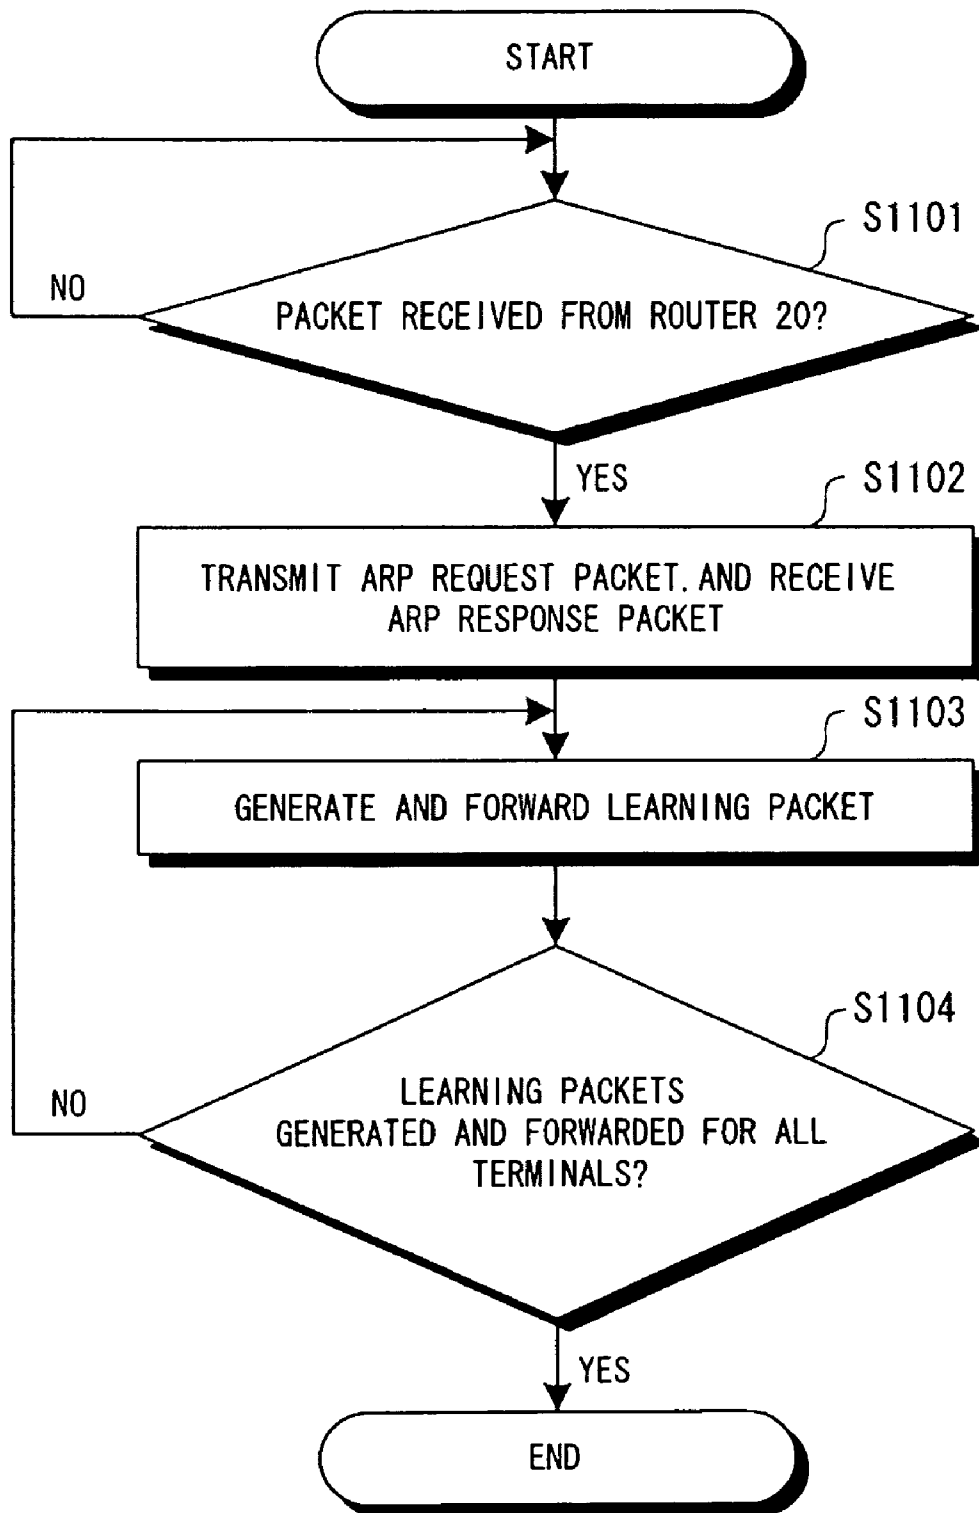 START
S1101
NO
PACKET RECEIVED FROM ROUTER 20?
YES
S1102
TRANSMIT ARP REQUEST PACKET. AND RECEIVE
ARP RESPONSE PACKET
S1103
GENERATE AND FORWARD LEARNING PACKET
S1104
NO
LEARNING PACKETS
GENERATED AND FORWARDED FOR ALL
TERMINALS?
YES
END